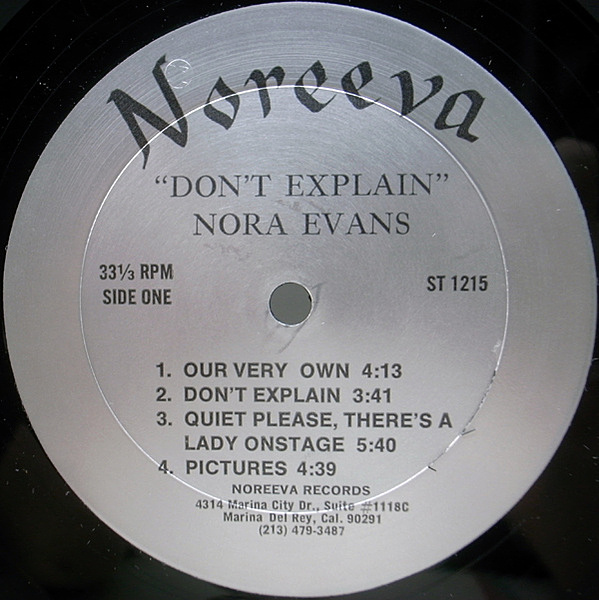 Noreeva
“DON'T EXPLAIN”
NORA EVANS
33⅓ RPM
SIDE ONE
ST 1215
1. OUR VERY OWN 4:13
2. DON'T EXPLAIN 3:41
3. QUIET PLEASE, THERE'S A
LADY ONSTAGE 5:40
4. PICTURES 4:39
NOREEVA RECORDS
4314 Marina City Dr., Suite #1118C
Marina Del Rey, Cal. 90291
(213) 479-3487